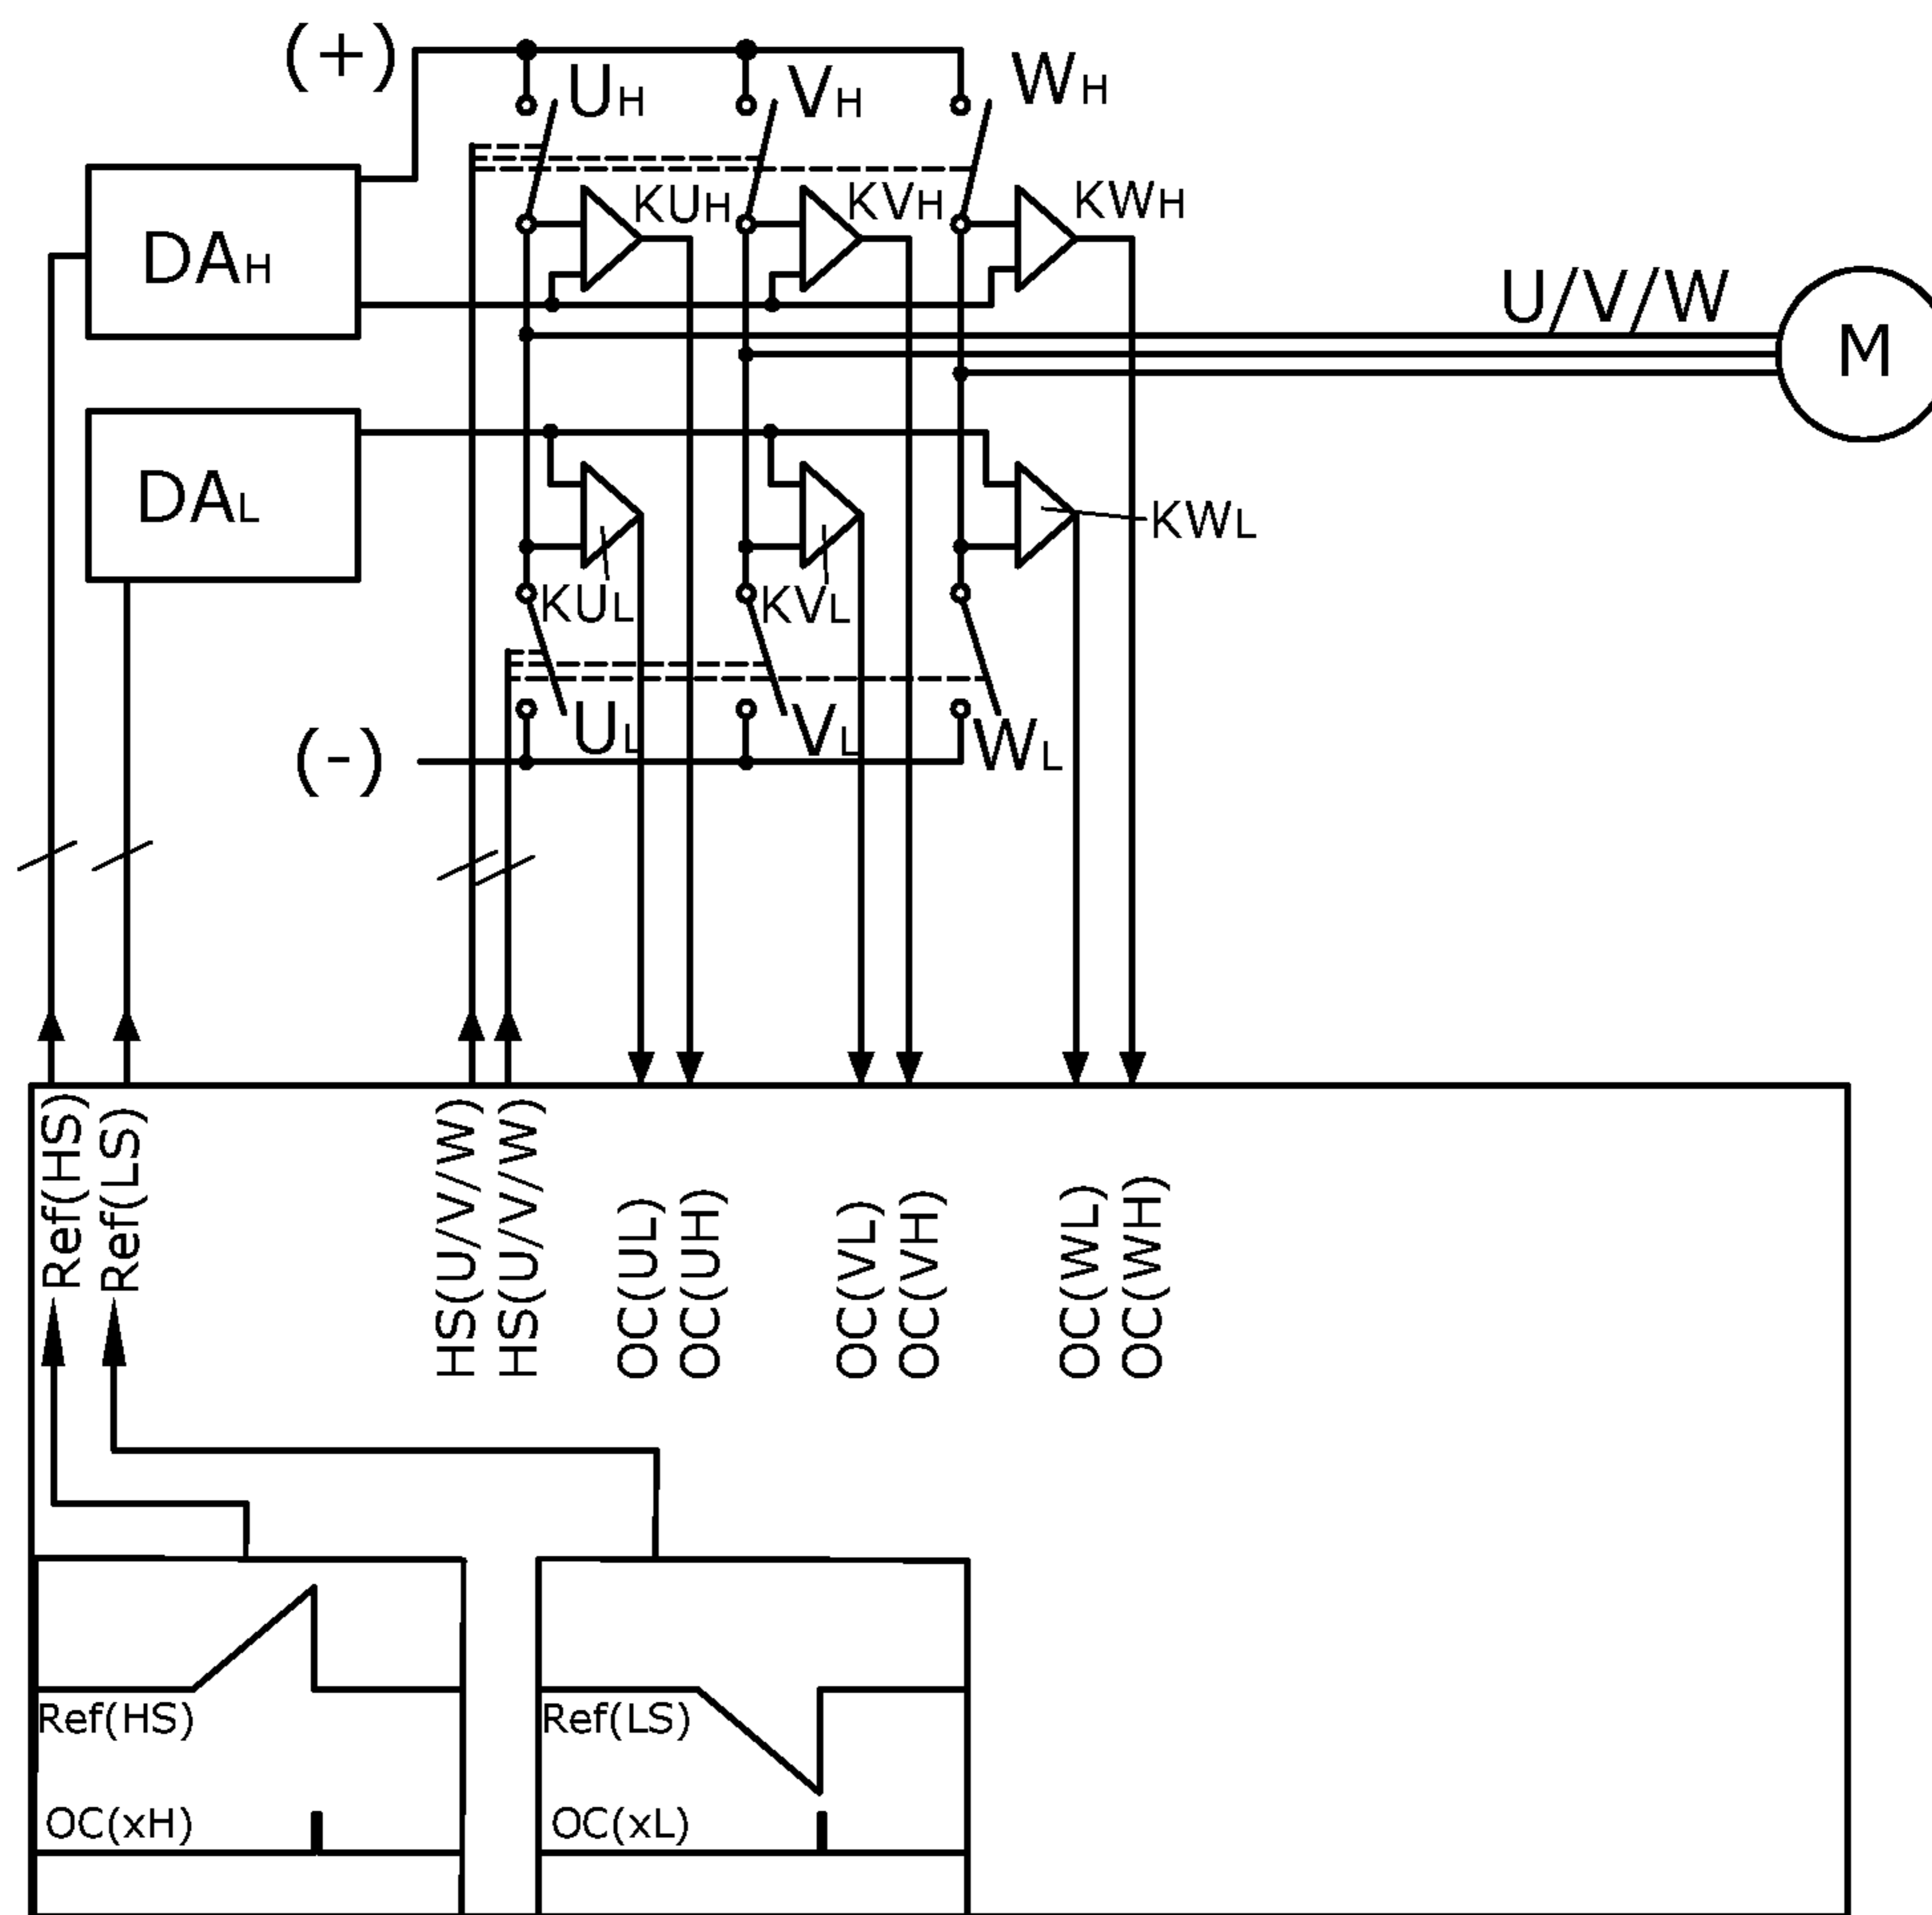 (+)
UH
VH
WH
KUH
KVH
KWH
DAH
U/V/W
M
DAL
KWL
KUL
KVL
UL
VL
WL
(-)
Ref(HS)
Ref(LS)
HS(U/V/W)
HS(U/V/W)
OC(UL)
OC(UH)
OC(VL)
OC(VH)
OC(WL)
OC(WH)
Ref(HS)
Ref(LS)
OC(xH)
OC(xL)